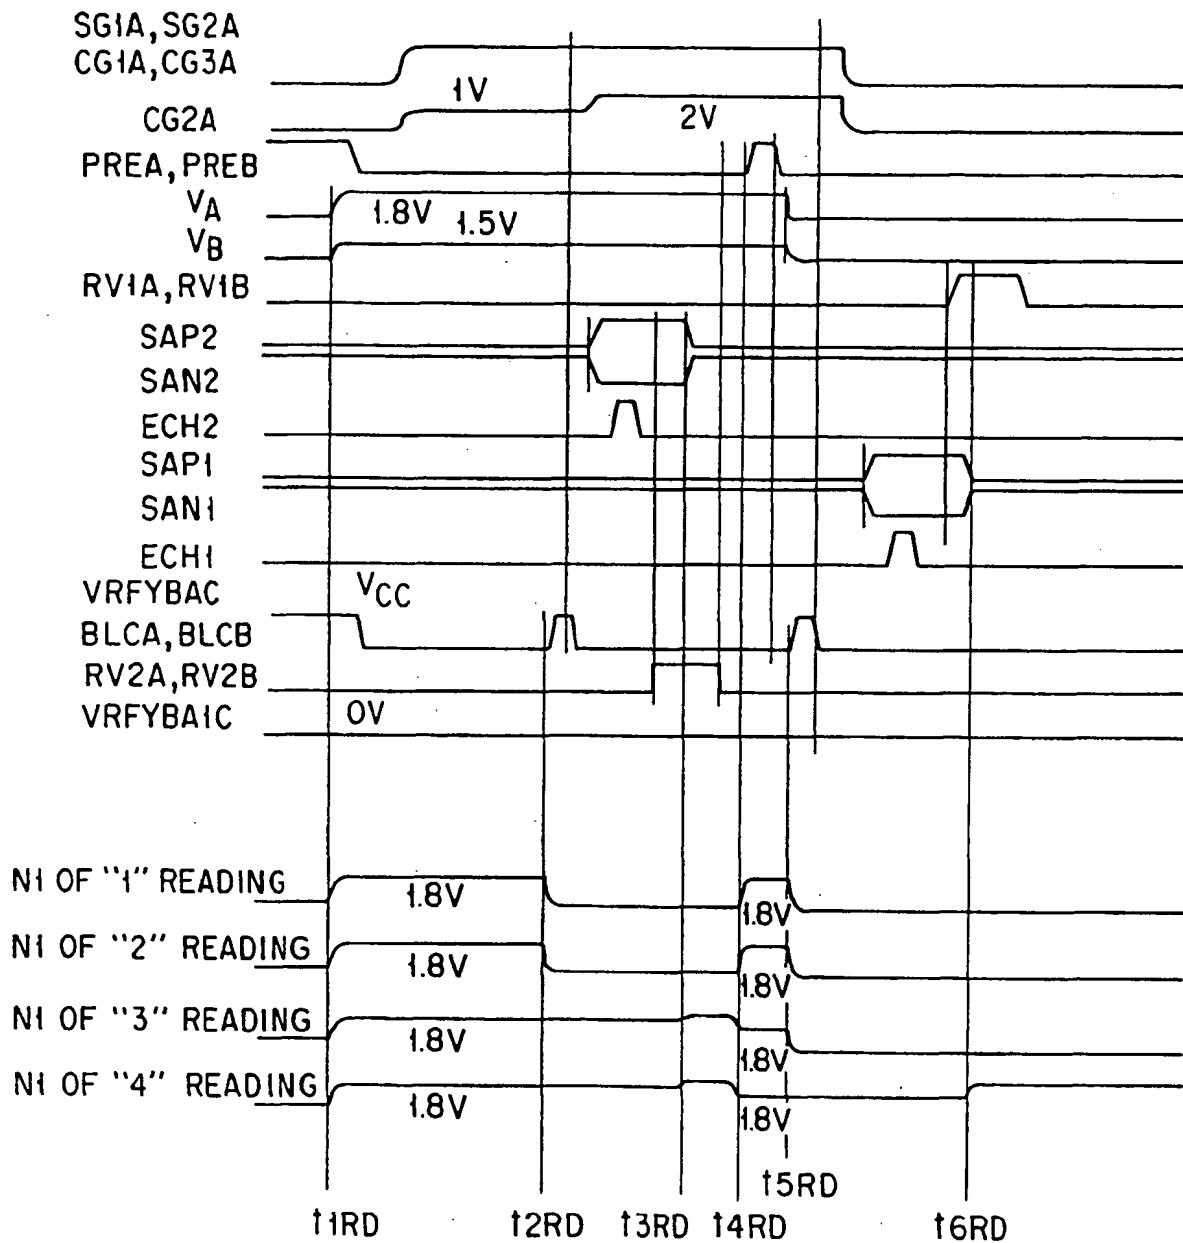 SG1A, SG2A
CG1A, CG3A
1V
CG2A
2V
PREA, PREB
VA
1.8V
1.5V
VB
RV1A, RV1B
SAP2
SAN2
ECH2
SAP1
SAN1
ECH1
VRFYBAC
VCC
BLCA, BLCB
RV2A, RV2B
VRFYBA1C
0V
N1 OF "1" READING
1.8V
1.8V
N1 OF "2" READING
1.8V
1.8V
N1 OF "3" READING
1.8V
1.8V
N1 OF "4" READING
1.8V
1.8V
t5RD
t1RD
t2RD
t3RD
t4RD
t6RD